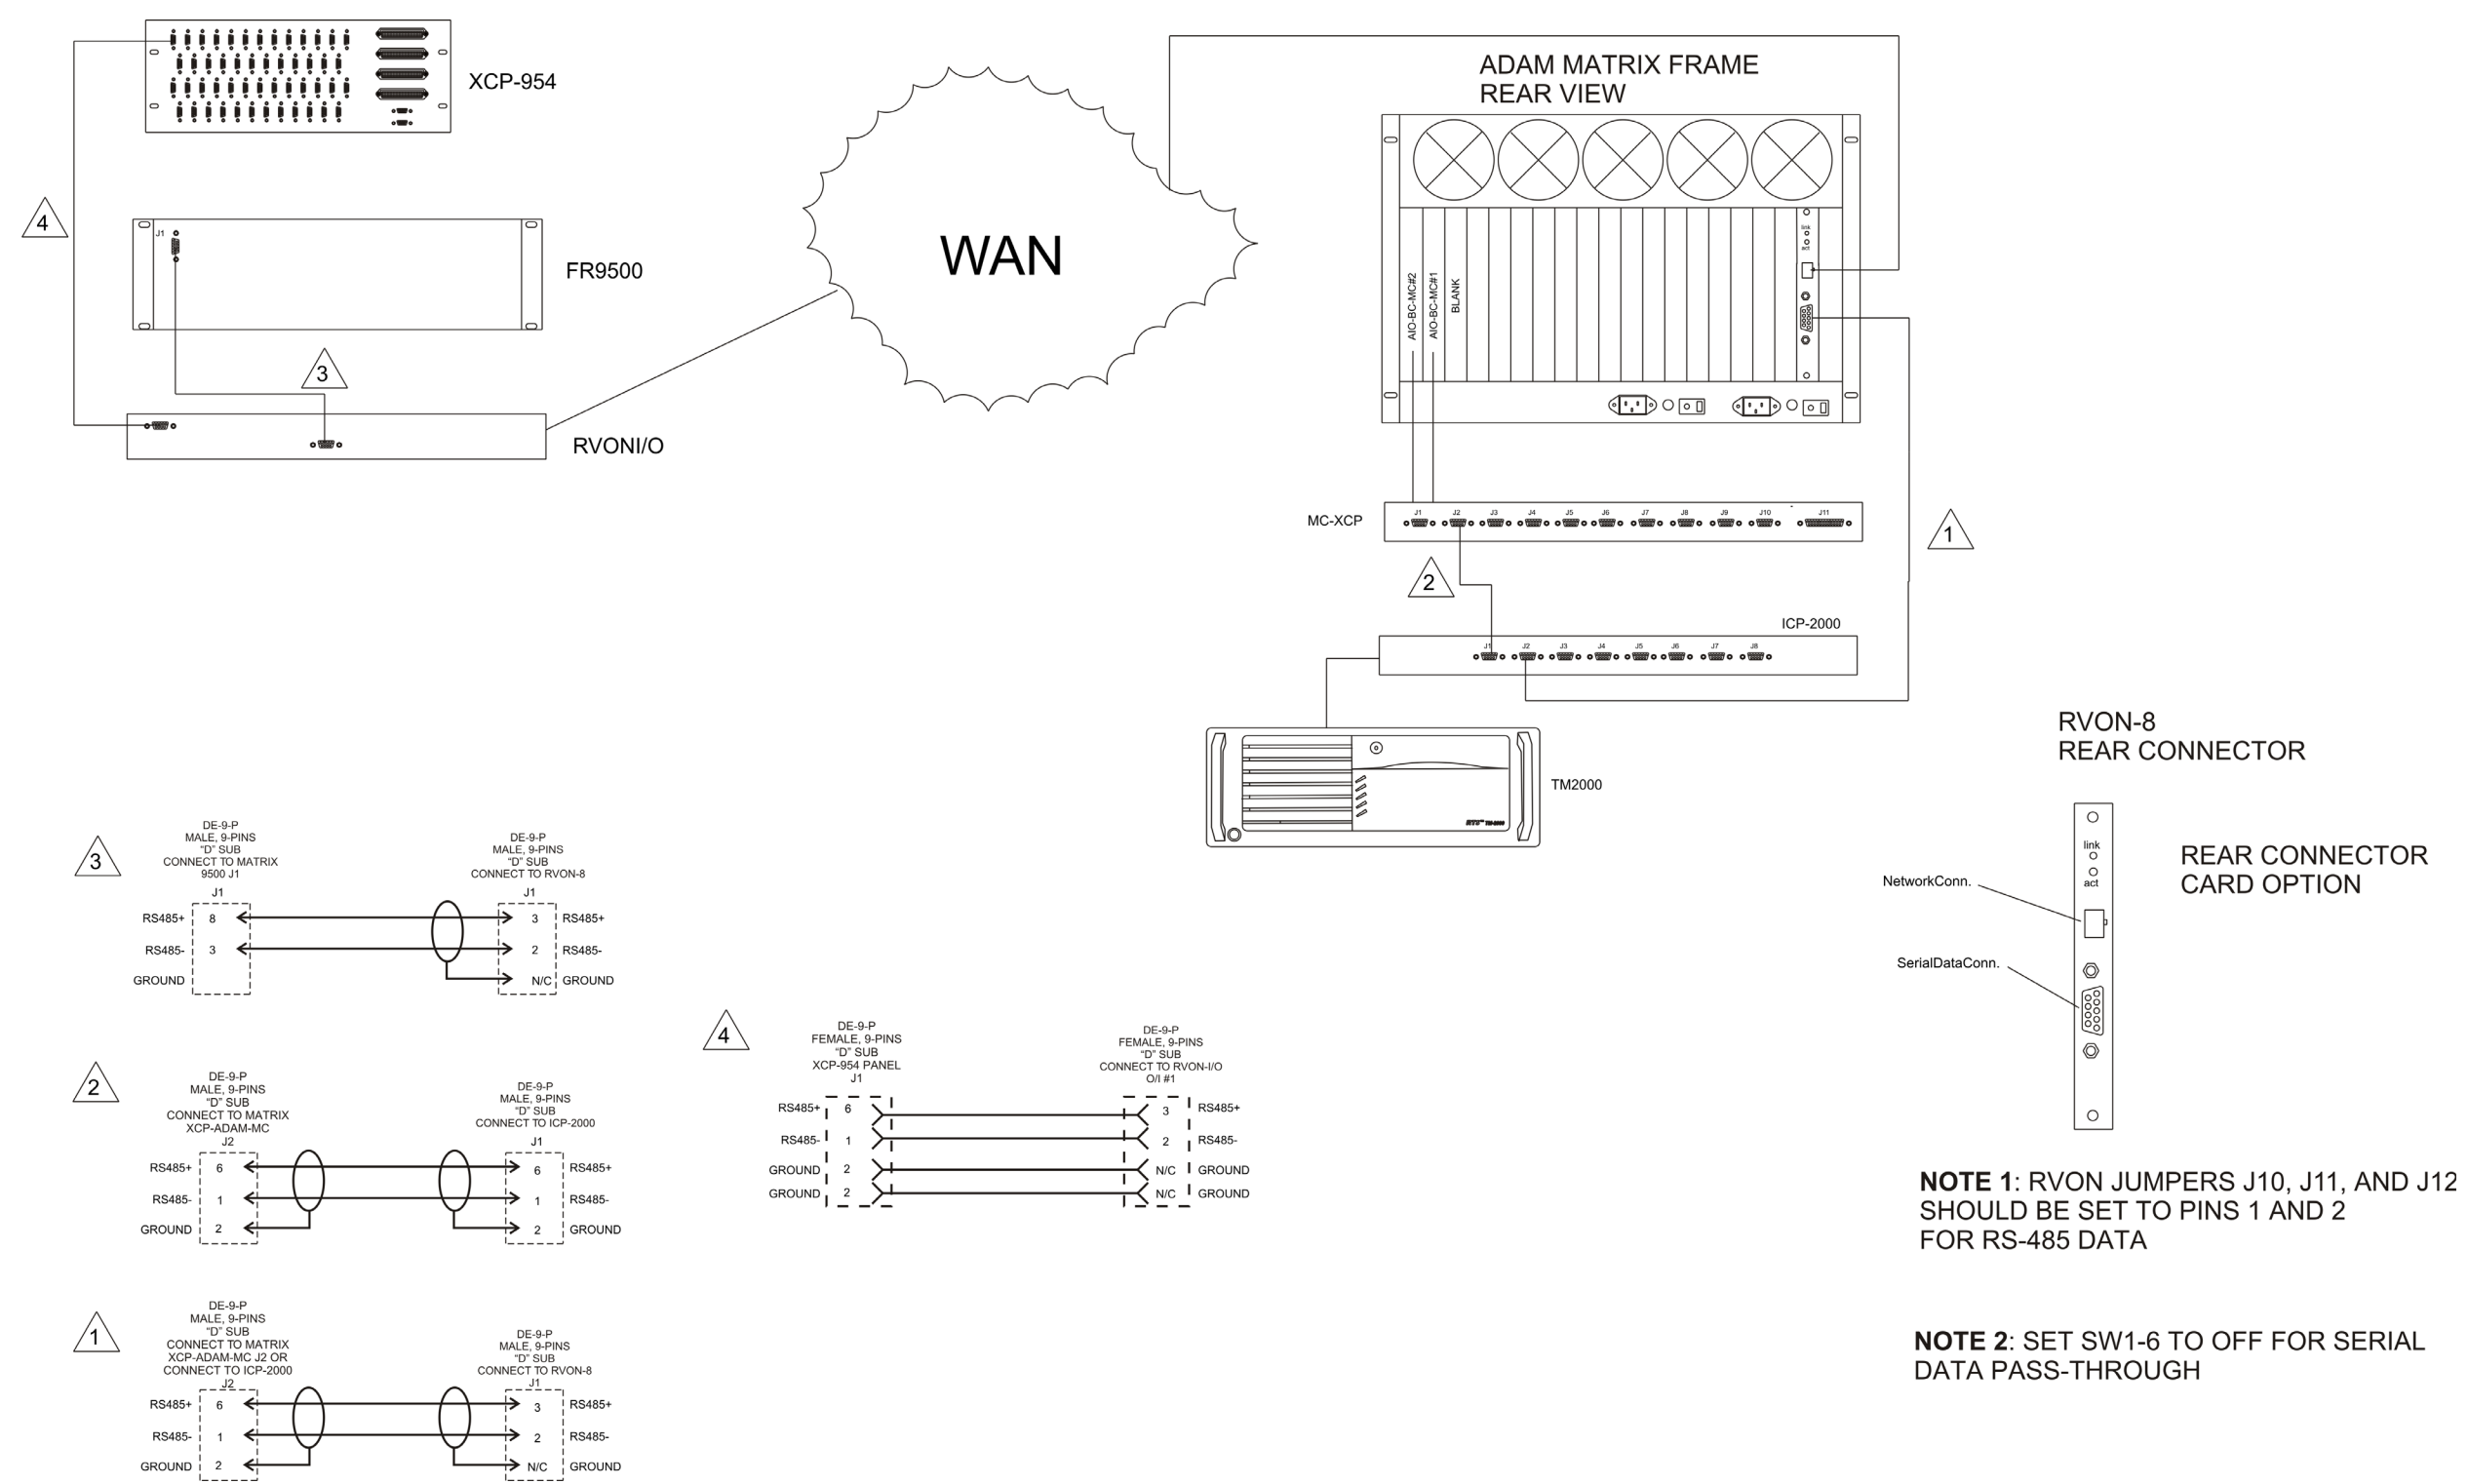 XCP-954
4
J1
FR9500
3
RVONI/O
WAN
ADAM MATRIX FRAME
REAR VIEW
link
act
AIO-BC-MC#2
AIO-BC-MC#1
BLANK
MC-XCP
J1 J2 J3 J4 J5 J6 J7 J8 J9 J10 J11
1
2
ICP-2000
J1 J2 J3 J4 J5 J6 J7 J8
TM2000
RTS™ TM-2000
RVON-8
REAR CONNECTOR
link
act
REAR CONNECTOR
CARD OPTION
NetworkConn.
SerialDataConn.
3
DE-9-P
MALE, 9-PINS
“D” SUB
CONNECT TO MATRIX
9500 J1
J1
DE-9-P
MALE, 9-PINS
“D” SUB
CONNECT TO RVON-8
J1
RS485+ 8 3 RS485+
RS485- 3 2 RS485-
GROUND N/C GROUND
2
DE-9-P
MALE, 9-PINS
“D” SUB
CONNECT TO MATRIX
XCP-ADAM-MC
J2
DE-9-P
MALE, 9-PINS
“D” SUB
CONNECT TO ICP-2000
J1
RS485+ 6 6 RS485+
RS485- 1 1 RS485-
GROUND 2 2 GROUND
4
DE-9-P
FEMALE, 9-PINS
“D” SUB
XCP-954 PANEL
J1
DE-9-P
FEMALE, 9-PINS
“D” SUB
CONNECT TO RVON-I/O
O/I #1
RS485+ 6 3 RS485+
RS485- 1 2 RS485-
GROUND 2 N/C GROUND
GROUND 2 N/C GROUND
1
DE-9-P
MALE, 9-PINS
“D” SUB
CONNECT TO MATRIX
XCP-ADAM-MC J2 OR
CONNECT TO ICP-2000
J2
DE-9-P
MALE, 9-PINS
“D” SUB
CONNECT TO RVON-8
J1
RS485+ 6 3 RS485+
RS485- 1 2 RS485-
GROUND 2 N/C GROUND
NOTE 1: RVON JUMPERS J10, J11, AND J12
SHOULD BE SET TO PINS 1 AND 2
FOR RS-485 DATA
NOTE 2: SET SW1-6 TO OFF FOR SERIAL
DATA PASS-THROUGH